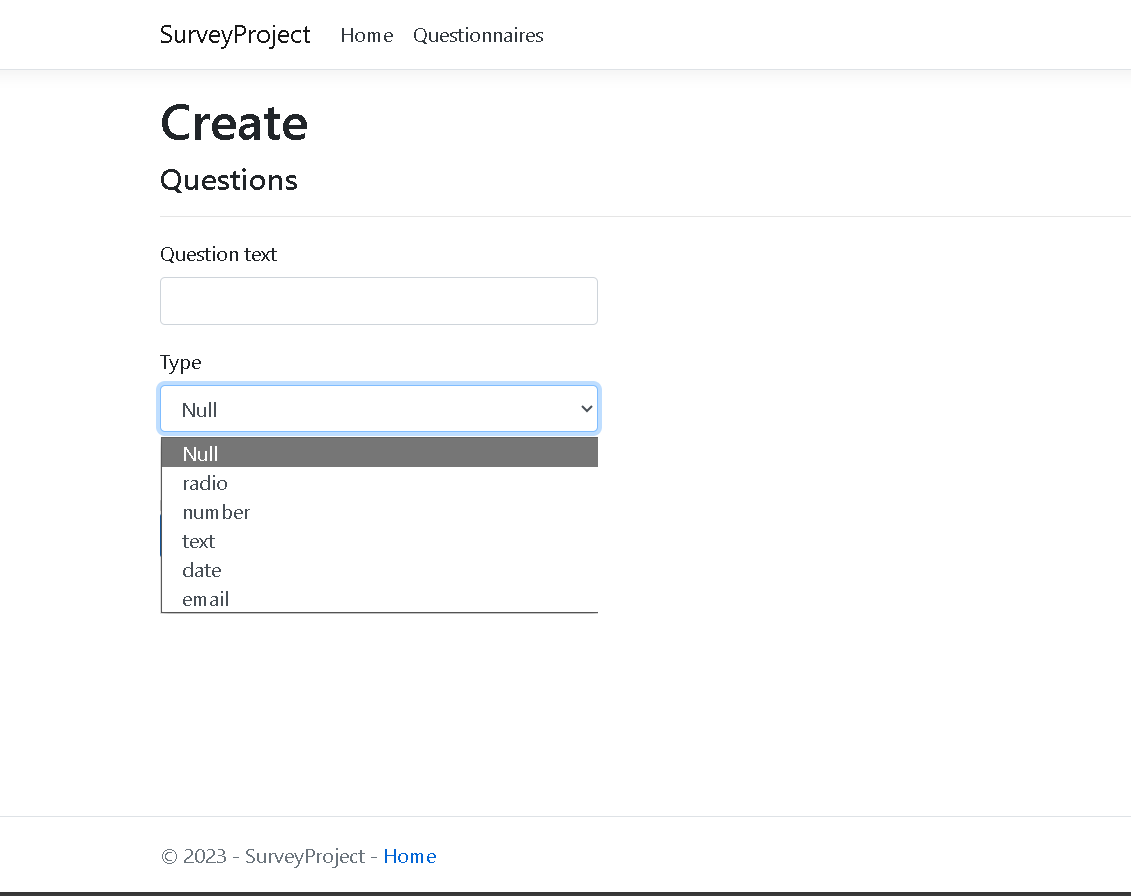 SurveyProject Home Questionnaires
Create
Questions
Question text
Type
Null
Null
radio
number
text
date
email
© 2023 - SurveyProject - Home